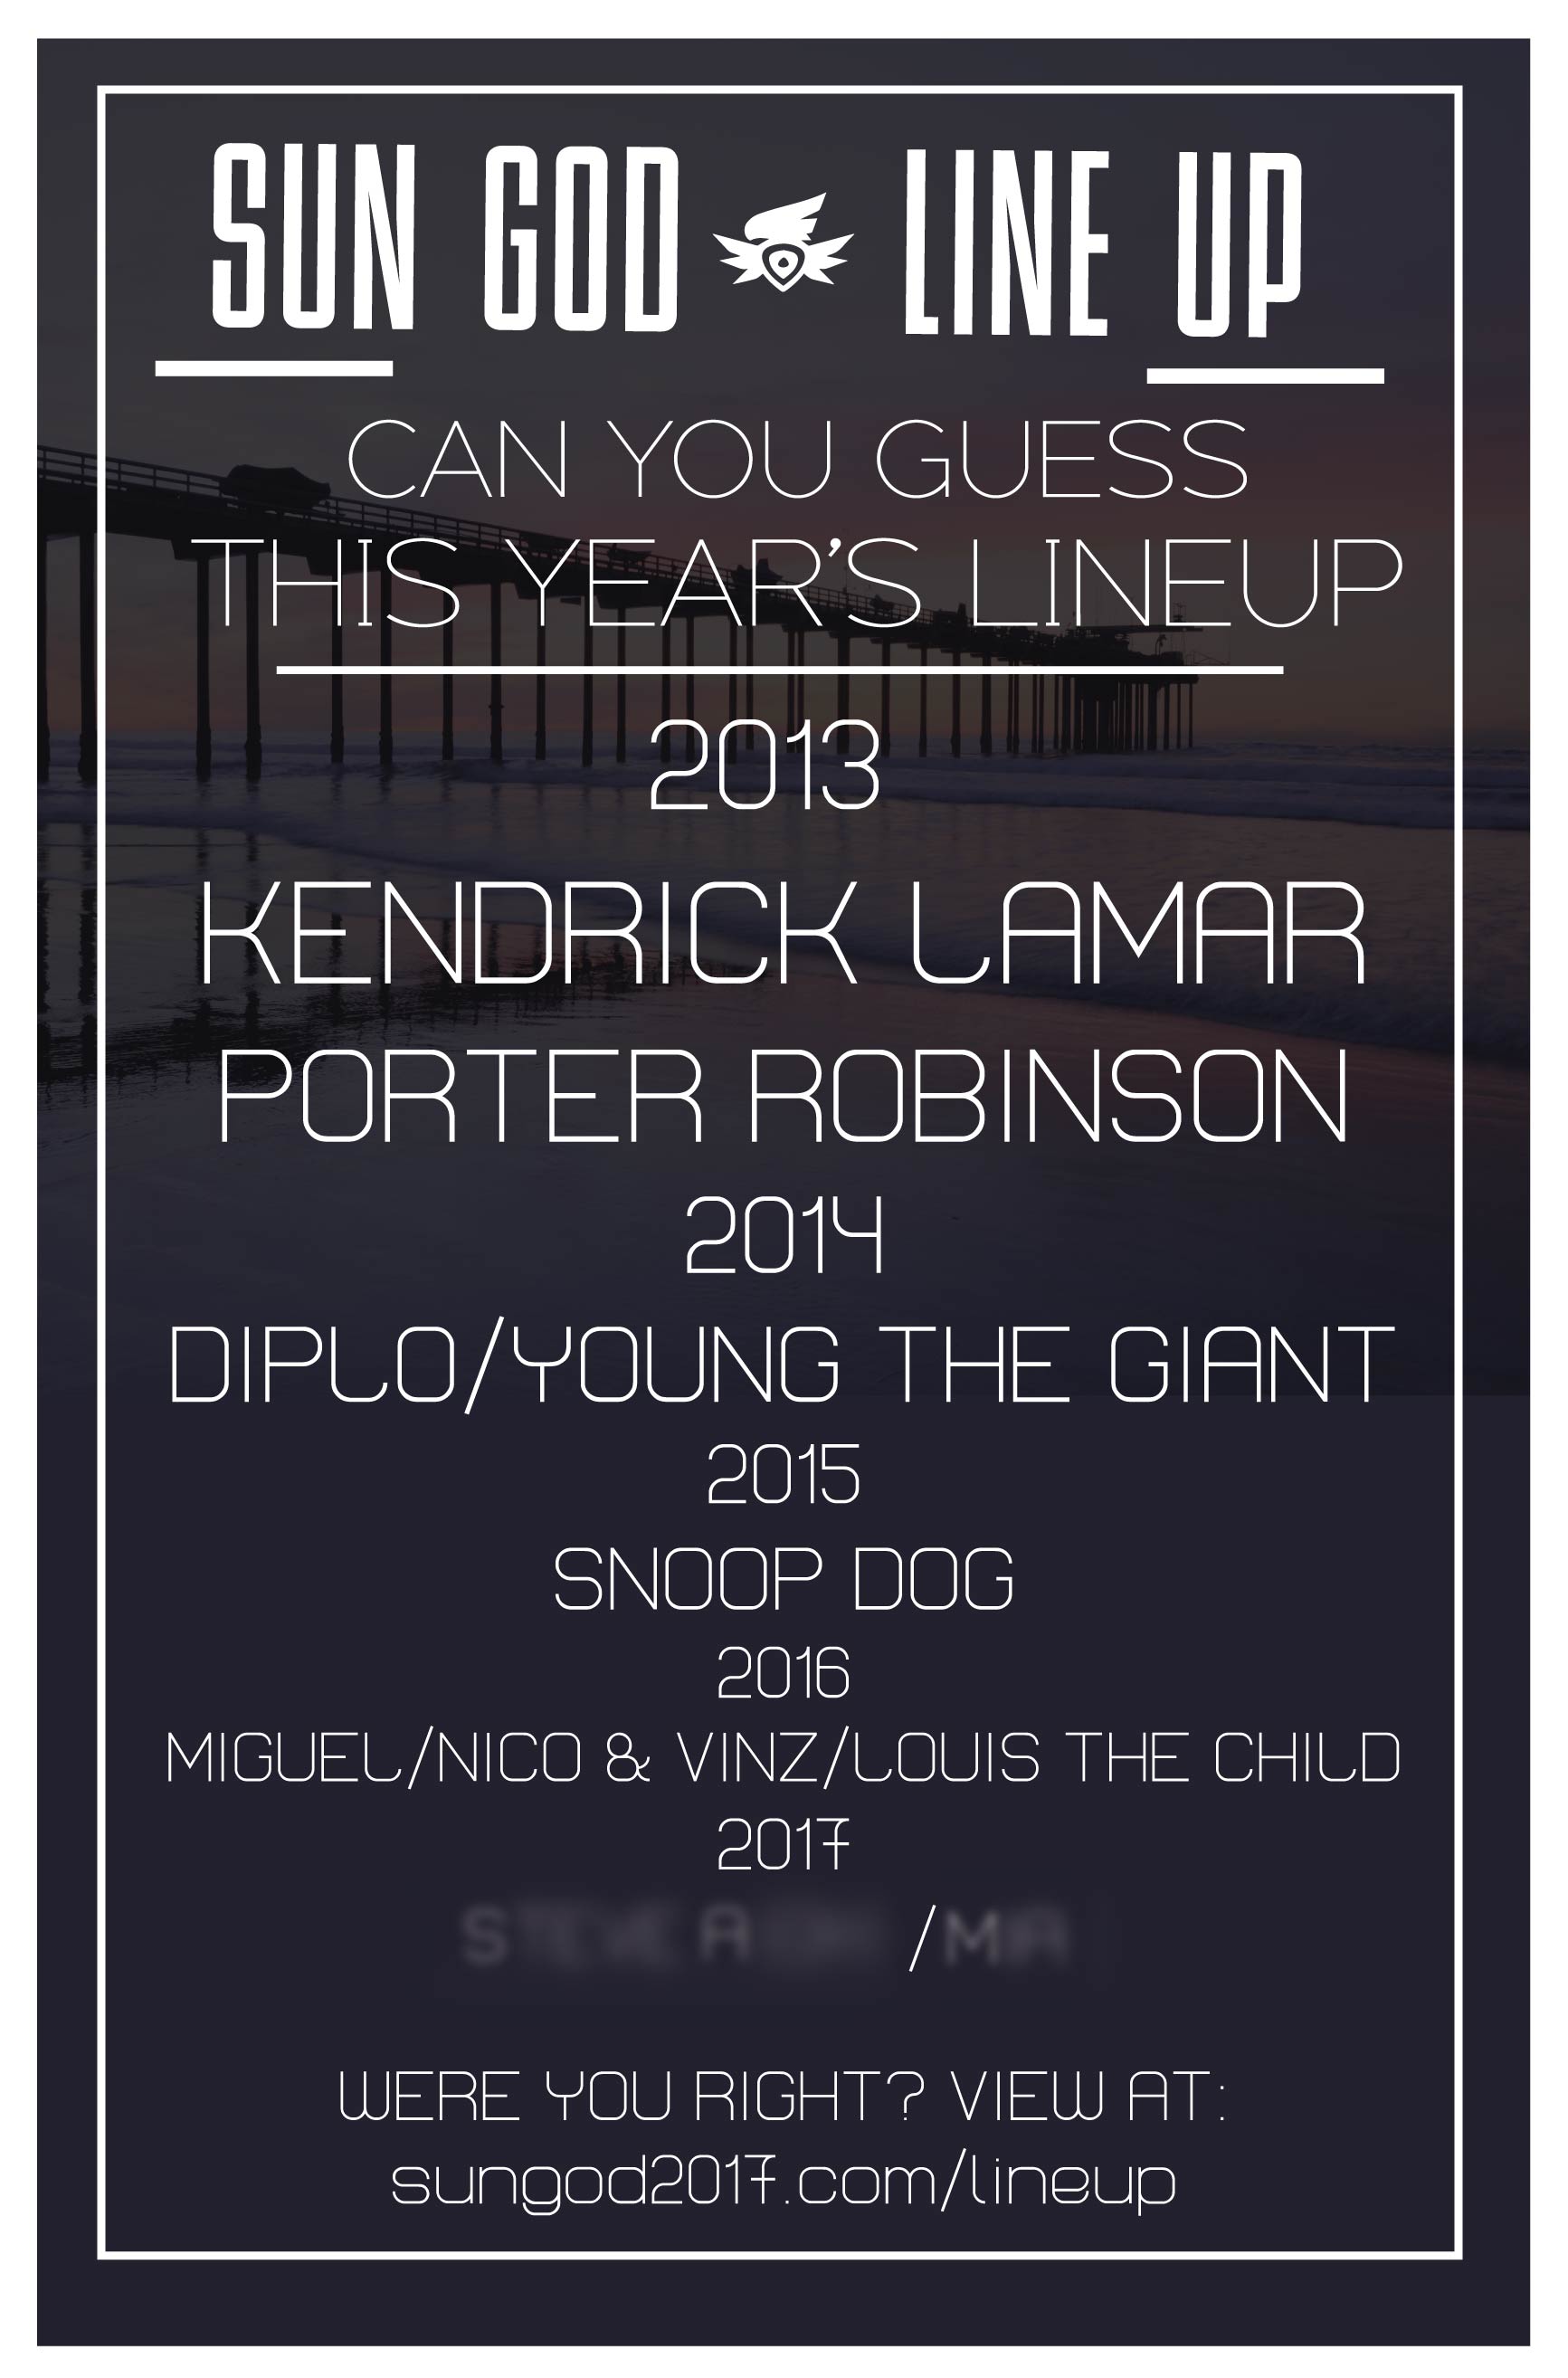 SUN GOD LINE UP
CAN YOU GUESS
THIS YEAR'S LINEUP
2013
KENDRICK LAMAR
PORTER ROBINSON
2014
DIPLO/YOUNG THE GIANT
2015
SNOOP DOG
2016
MIGUEL/NICO & VINZ/LOUIS THE CHILD
2017
STEVE A /M
WERE YOU RIGHT? VIEW AT:
sungod2017.com/lineup